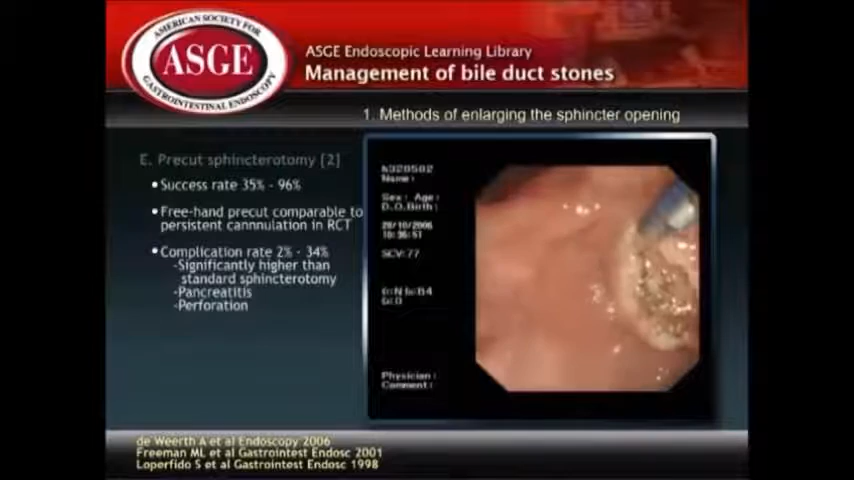 AMERICAN SOCIETY FOR
ASGE
GASTROINTESTINAL ENDOSCOPY
ASGE Endoscopic Learning Library
Management of bile duct stones
1. Methods of enlarging the sphincter opening
E. Precut sphincterotomy [2]
•Success rate 35% - 96%
•Free-hand precut comparable to
persistent cannnulation in RCT
•Complication rate 2% - 34%
-Significantly higher than
standard sphincterotomy
-Pancreatitis
-Perforation
Name:
Sex: Age:
D.O.Birth:
SCV:77
Physician:
Comment:
de Weerth A et al Endoscopy 2006
Freeman ML et al Gastrointest Endosc 2001
Loperfido S et al Gastrointest Endosc 1998